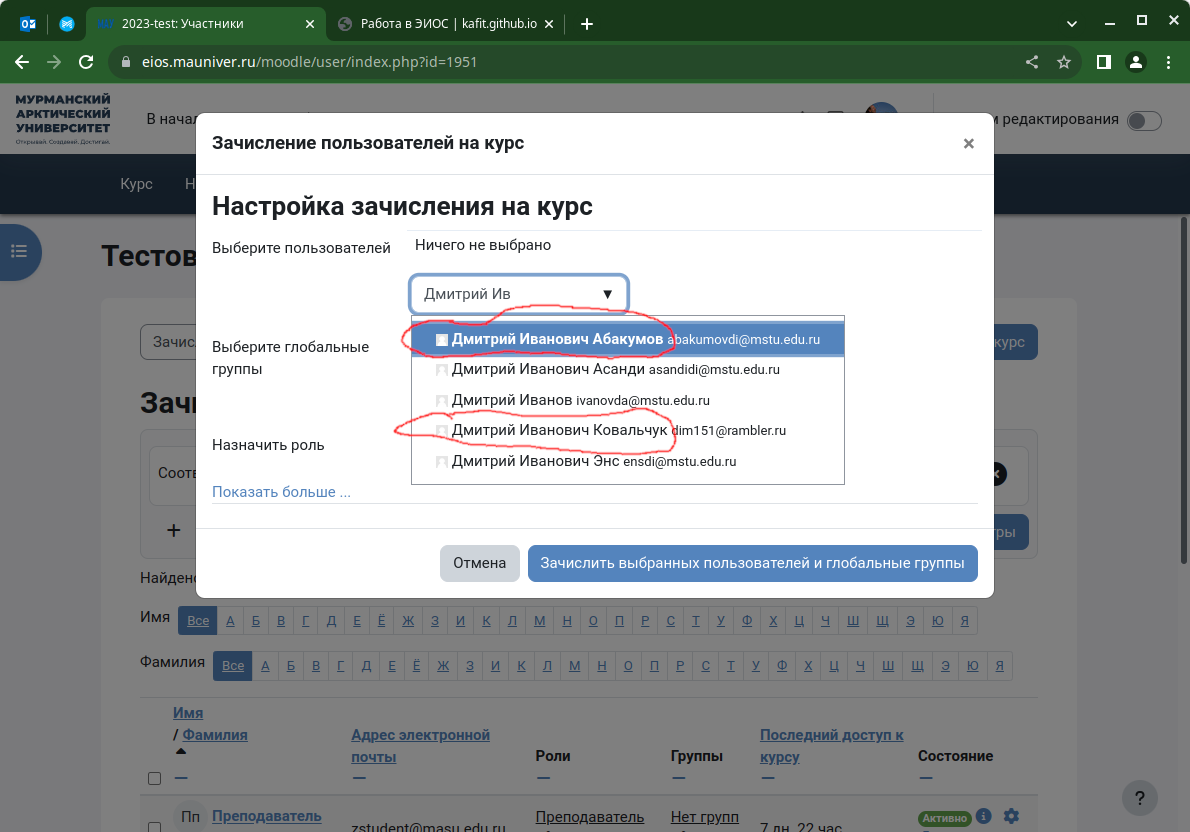 2023-test: Участники
Работа в ЭИОС | kafit.github.io
eios.mauniver.ru/moodle/user/index.php?id=1951
МУРМАНСКИЙ
АРКТИЧЕСКИЙ
УНИВЕРСИТЕТ
Открывай. Создавай. Достигай.
В начал
м редактирования
Курс Н
Зачисление пользователей на курс ×
Настройка зачисления на курс
Выберите пользователей Ничего не выбрано
Тестов
Дмитрий Ив ▼
Дмитрий Иванович Абакумов abakumovdi@mstu.edu.ru
Зачис
курс
Выберите глобальные
группы
Дмитрий Иванович Асанди asandidi@mstu.edu.ru
Дмитрий Иванов ivanovda@mstu.edu.ru
Зачи
Дмитрий Иванович Ковальчук dim151@rambler.ru
Назначить роль
Дмитрий Иванович Энс ensdi@mstu.edu.ru
Соотв
Показать больше ...
+
ры
Отмена Зачислить выбранных пользователей и глобальные группы
Найдено
Имя Все А Б В Г Д Е Ё Ж З И К Л М Н О П Р С Т У Ф Х Ц Ч Ш Щ Э Ю Я
Фамилия Все А Б В Г Д Е Ё Ж З И К Л М Н О П Р С Т У Ф Х Ц Ч Ш Щ Э Ю Я
Имя
/ Фамилия
Адрес электронной
почты
Роли
Группы
Последний доступ к
курсу
Состояние
Пп Преподаватель
zstudent@masu.edu.ru
Преподаватель
Нет групп
7 дн. 22 час.
Активно
?